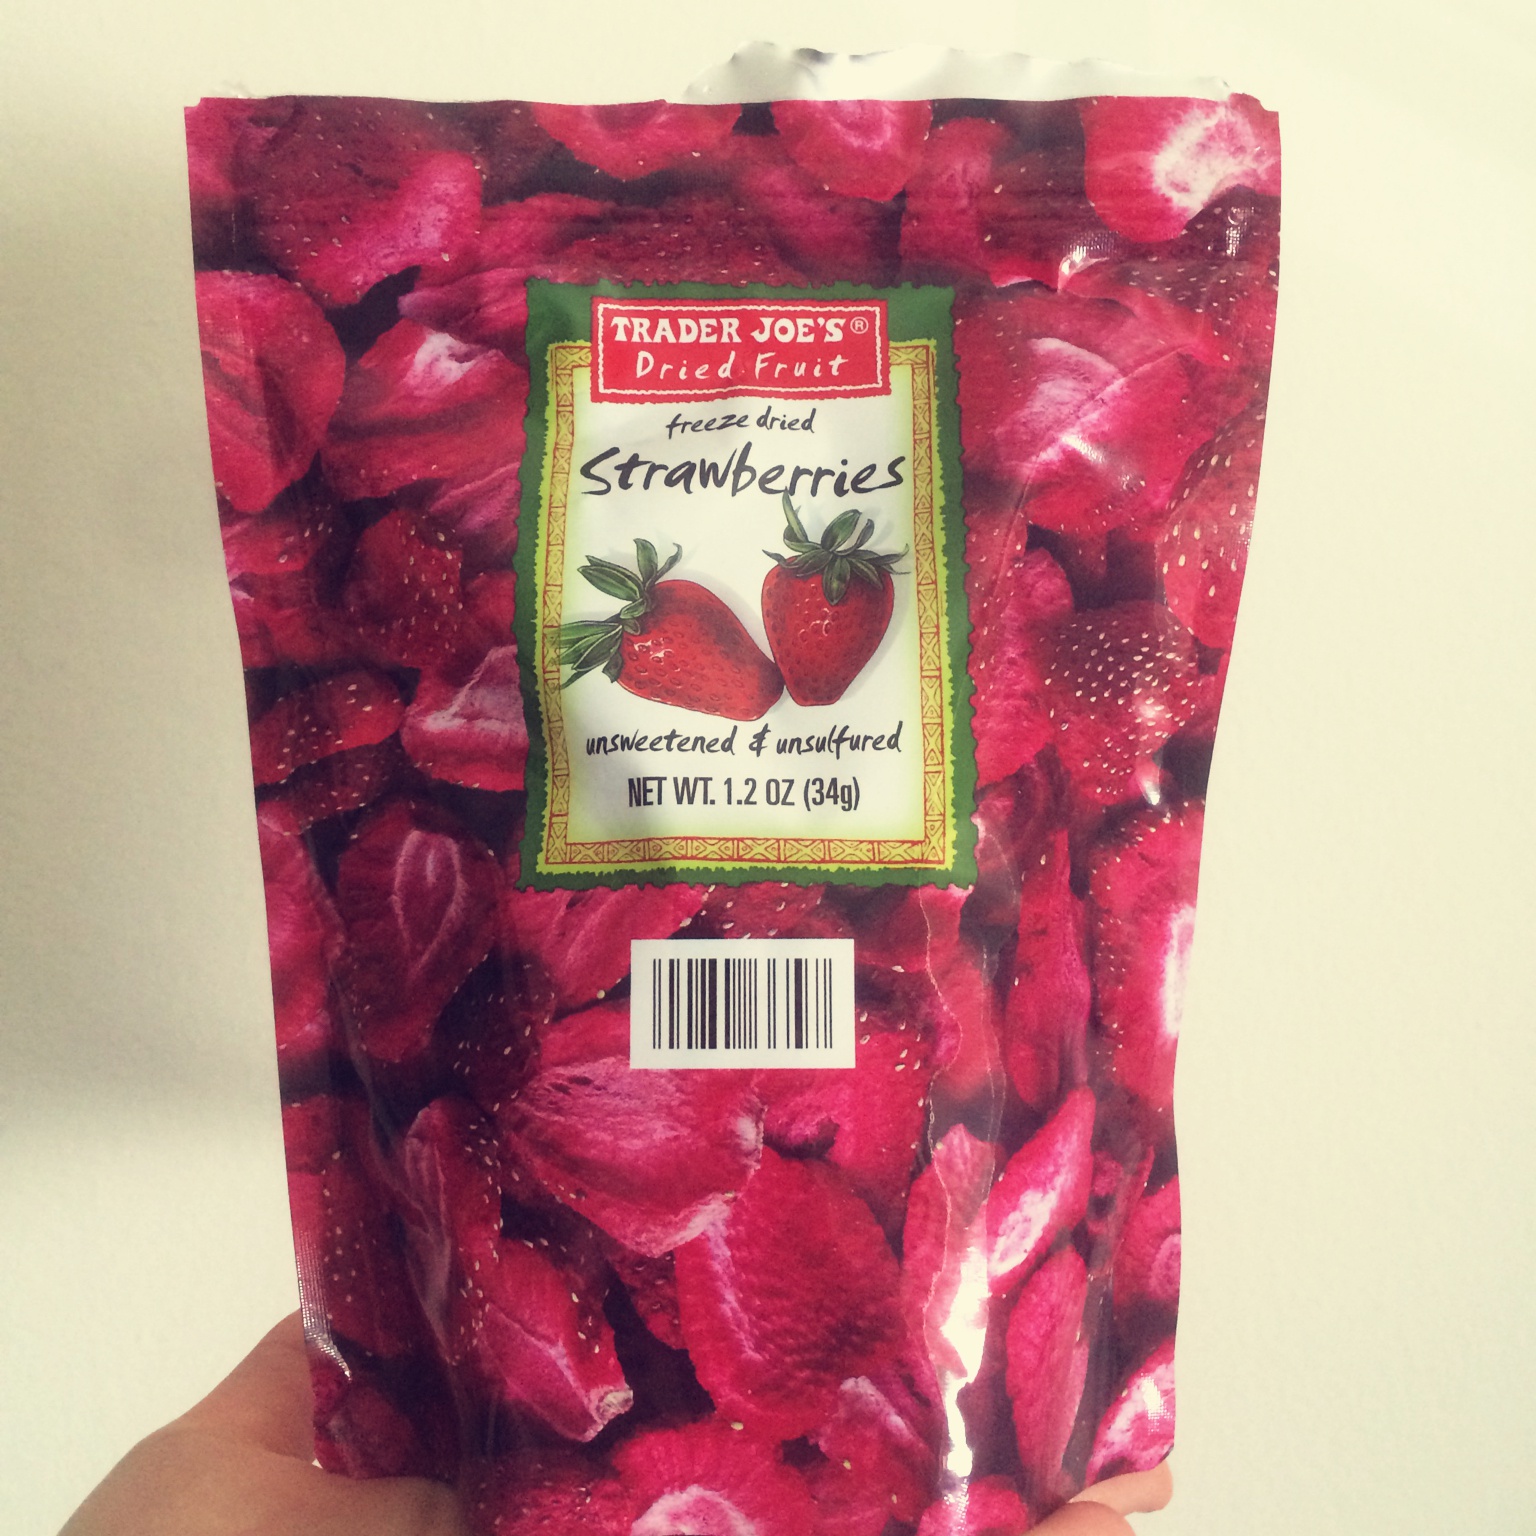 TRADER JOE'S®
Dried Fruit
freeze dried
Strawberries
unsweetened & unsulfured
NET WT. 1.2 OZ (34g)